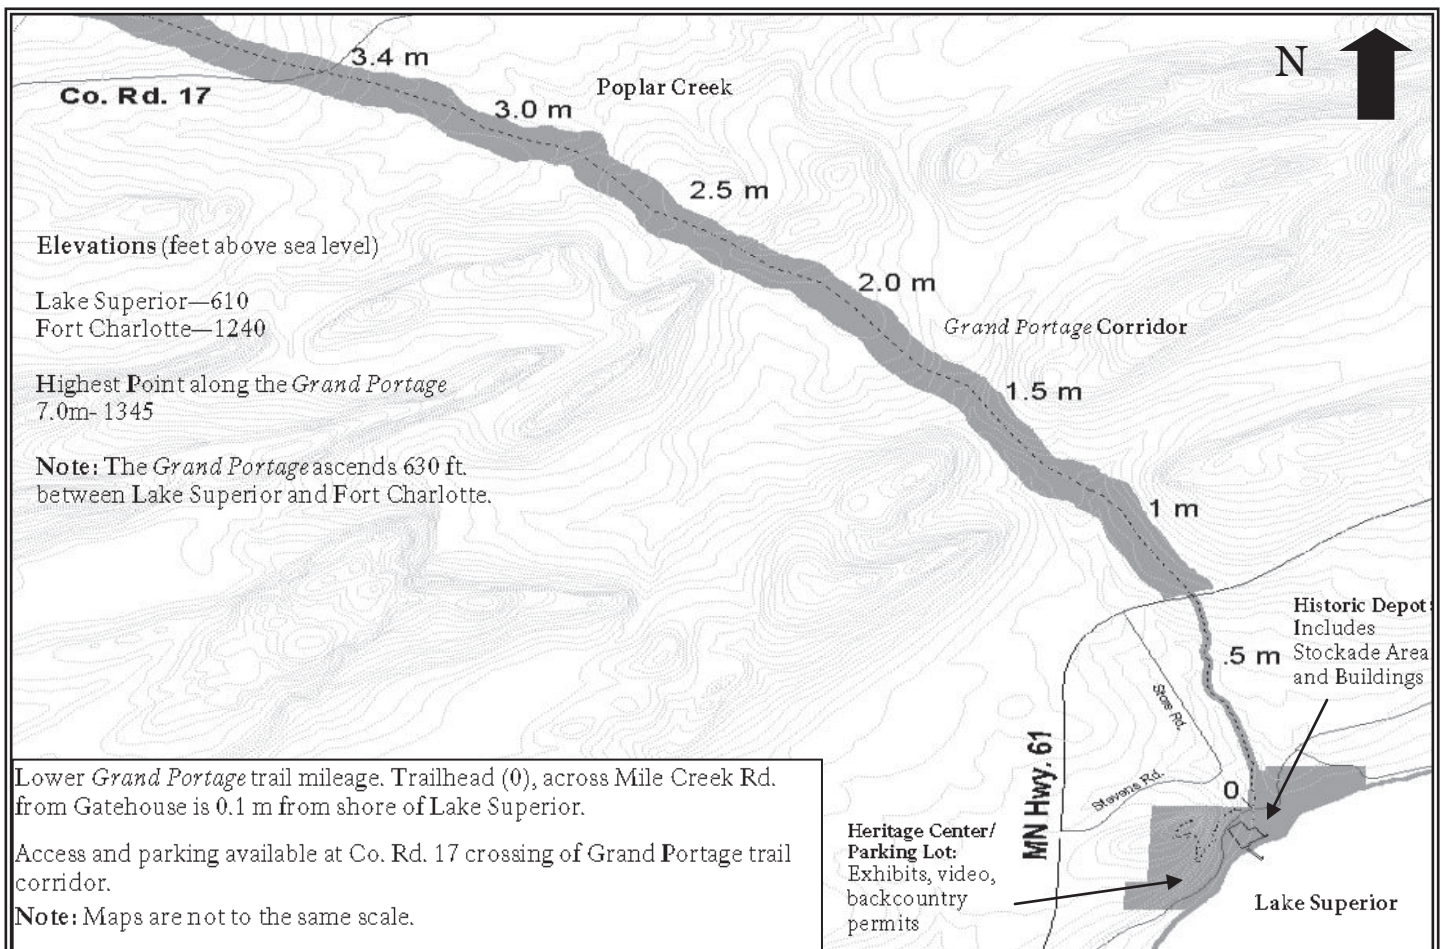 3.4 m
N
Poplar Creek
Co. Rd. 17
3.0 m
2.5 m
Elevations (feet above sea level)
2.0 m
Lake Superior—610
Fort Charlotte—1240
Grand Portage Corridor
Highest Point along the Grand Portage
7.0m- 1345
1.5 m
Note: The Grand Portage ascends 630 ft.
between Lake Superior and Fort Charlotte.
1 m
Historic Depot:
Includes
Stockade Area
and Buildings
.5 m
Store Rd.
MN Hwy. 61
Stevens Rd.
0
Lower Grand Portage trail mileage. Trailhead (0), across Mile Creek Rd.
from Gatehouse is 0.1 m from shore of Lake Superior.
Access and parking available at Co. Rd. 17 crossing of Grand Portage trail
corridor.
Note: Maps are not to the same scale.
Heritage Center/
Parking Lot:
Exhibits, video,
backcountry
permits
Lake Superior